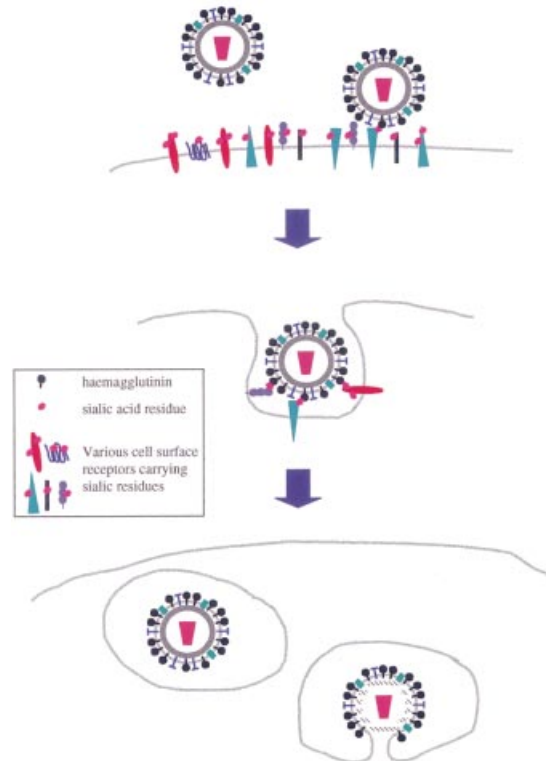 haemagglutinin
sialic acid residue
Various cell surface
receptors carrying
sialic residues